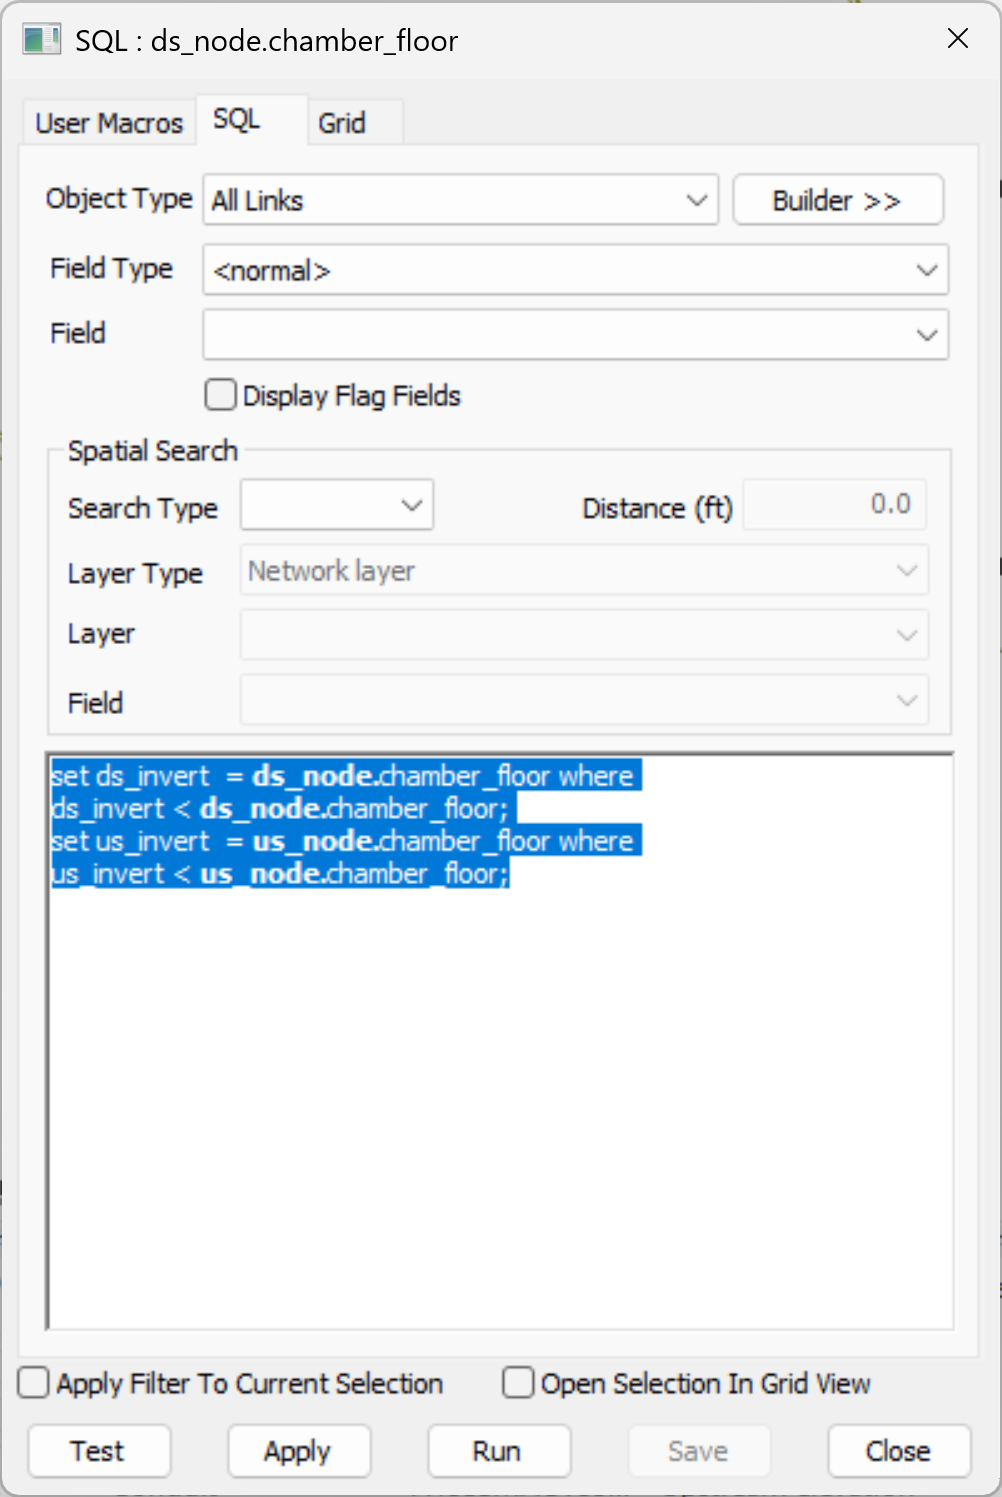 SQL : ds_node.chamber_floor
User Macros
SQL
Grid
Object Type
All Links
Builder >>
Field Type
<normal>
Field
Display Flag Fields
Spatial Search
Search Type
Distance (ft)
0.0
Layer Type
Network layer
Layer
Field
set ds_invert  = ds_node.chamber_floor where
ds_invert < ds_node.chamber_floor;
set us_invert  = us_node.chamber_floor where
us_invert < us_node.chamber_floor;
Apply Filter To Current Selection
Open Selection In Grid View
Test
Apply
Run
Save
Close